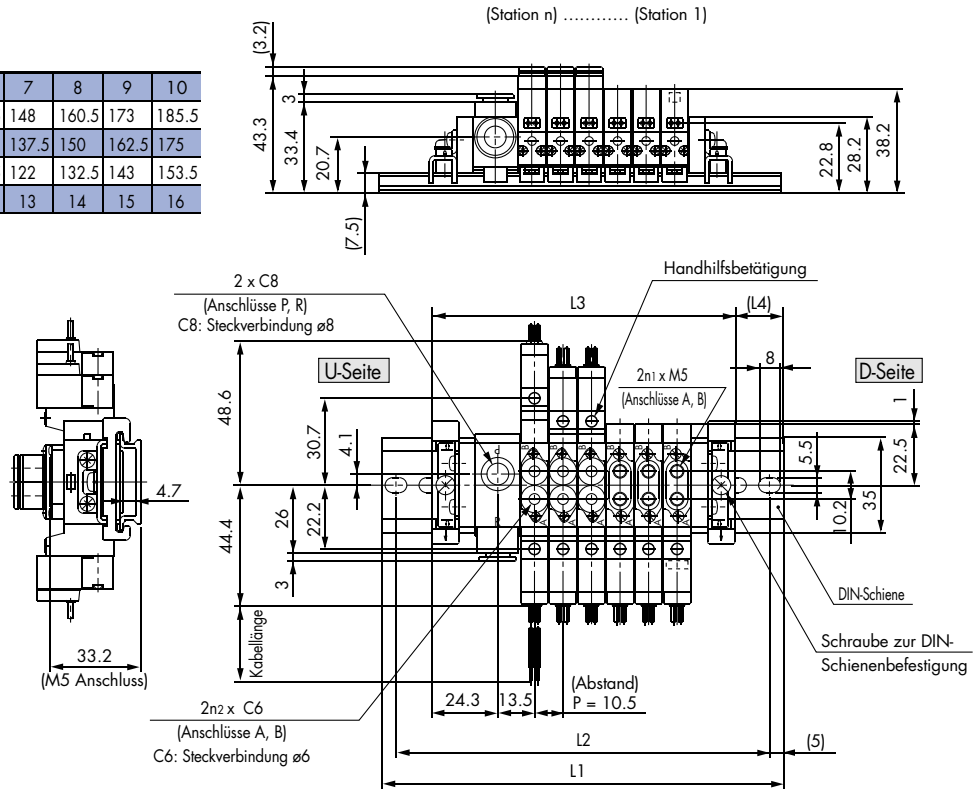 (Station n) ............ (Station 1)
7 8 9 10
148 160.5 173 185.5
137.5 150 162.5 175
122 132.5 143 153.5
13 14 15 16
(3.2)
43.3
3
33.4
20.7
(7.5)
22.8
28.2
38.2
2 x C8
(Anschlüsse P, R)
C8: Steckverbindung ø8
Handhilfsbetätigung
L3
(L4)
8
U-Seite
D-Seite
2n1 x M5
(Anschlüsse A, B)
48.6
30.7
4.1
44.4
26
22.2
3
Kabellänge
1
22.5
5.5
10.2
35
P
R
B B B B B B
A A A A A A
4.7
33.2
(M5 Anschluss)
DIN-Schiene
Schraube zur DIN-
Schienenbefestigung
24.3
13.5
(Abstand)
P = 10.5
2n2 x C6
(Anschlüsse A, B)
C6: Steckverbindung ø6
L2
(5)
L1